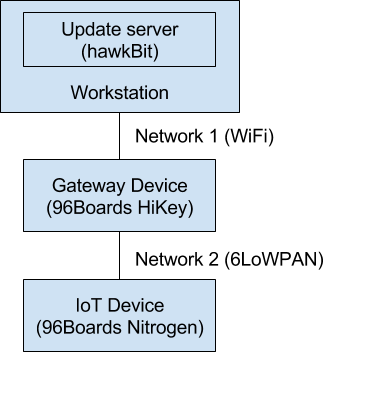 Update server
(hawkBit)
Workstation
Network 1 (WiFi)
Gateway Device
(96Boards HiKey)
Network 2 (6LoWPAN)
IoT Device
(96Boards Nitrogen)